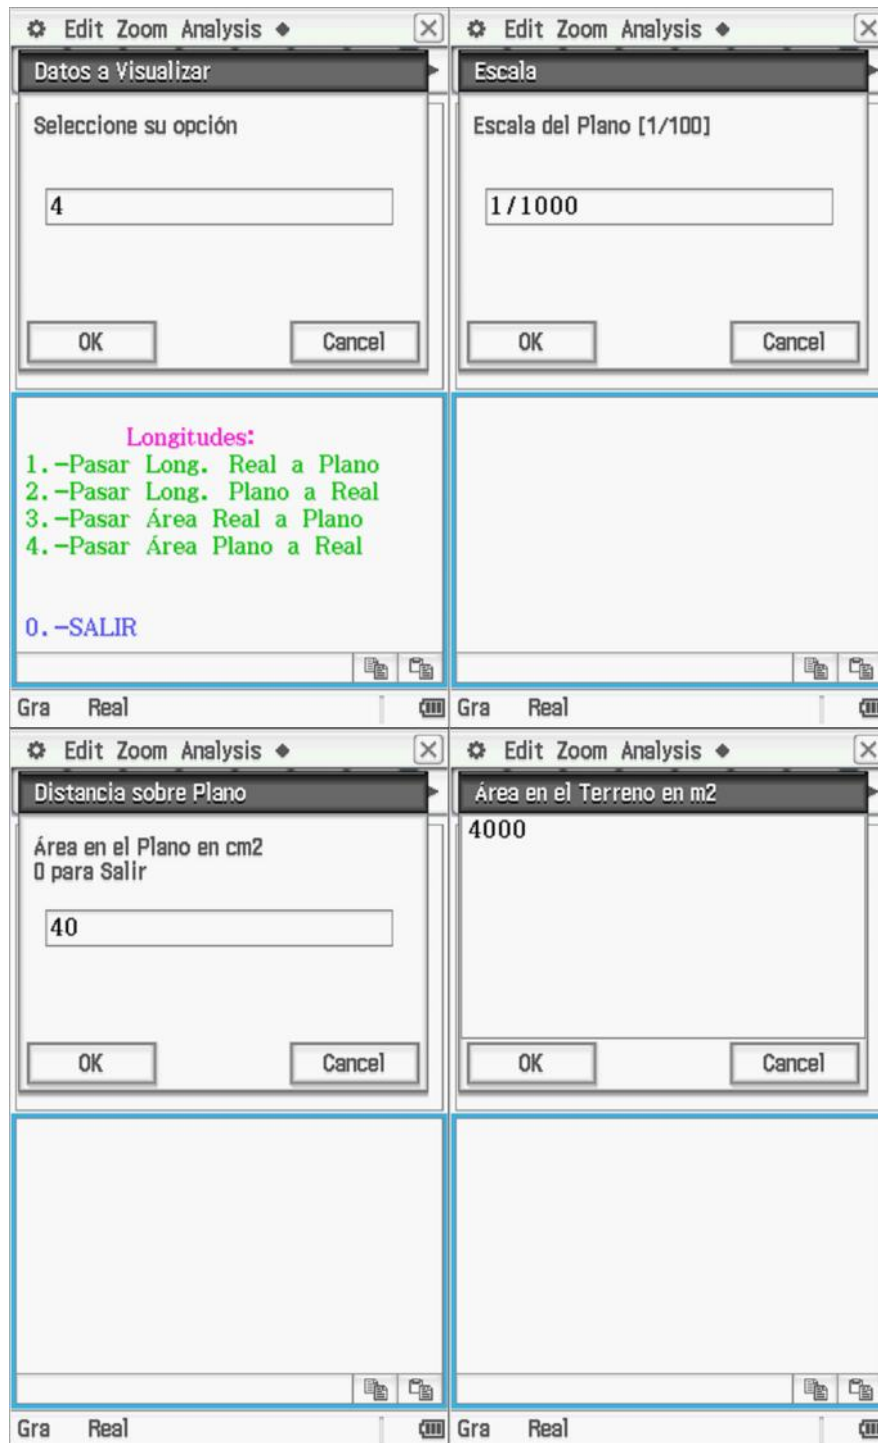 Edit Zoom Analysis
Datos a Visualizar
Seleccione su opción
4
OK Cancel
Longitudes:
1.-Pasar Long. Real a Plano
2.-Pasar Long. Plano a Real
3.-Pasar Área Real a Plano
4.-Pasar Área Plano a Real
0.-SALIR
Gra Real
Edit Zoom Analysis
Escala
Escala del Plano [1/100]
1/1000
OK Cancel
Gra Real
Edit Zoom Analysis
Distancia sobre Plano
Área en el Plano en cm2
0 para Salir
40
OK Cancel
Gra Real
Edit Zoom Analysis
Área en el Terreno en m2
4000
OK Cancel
Gra Real